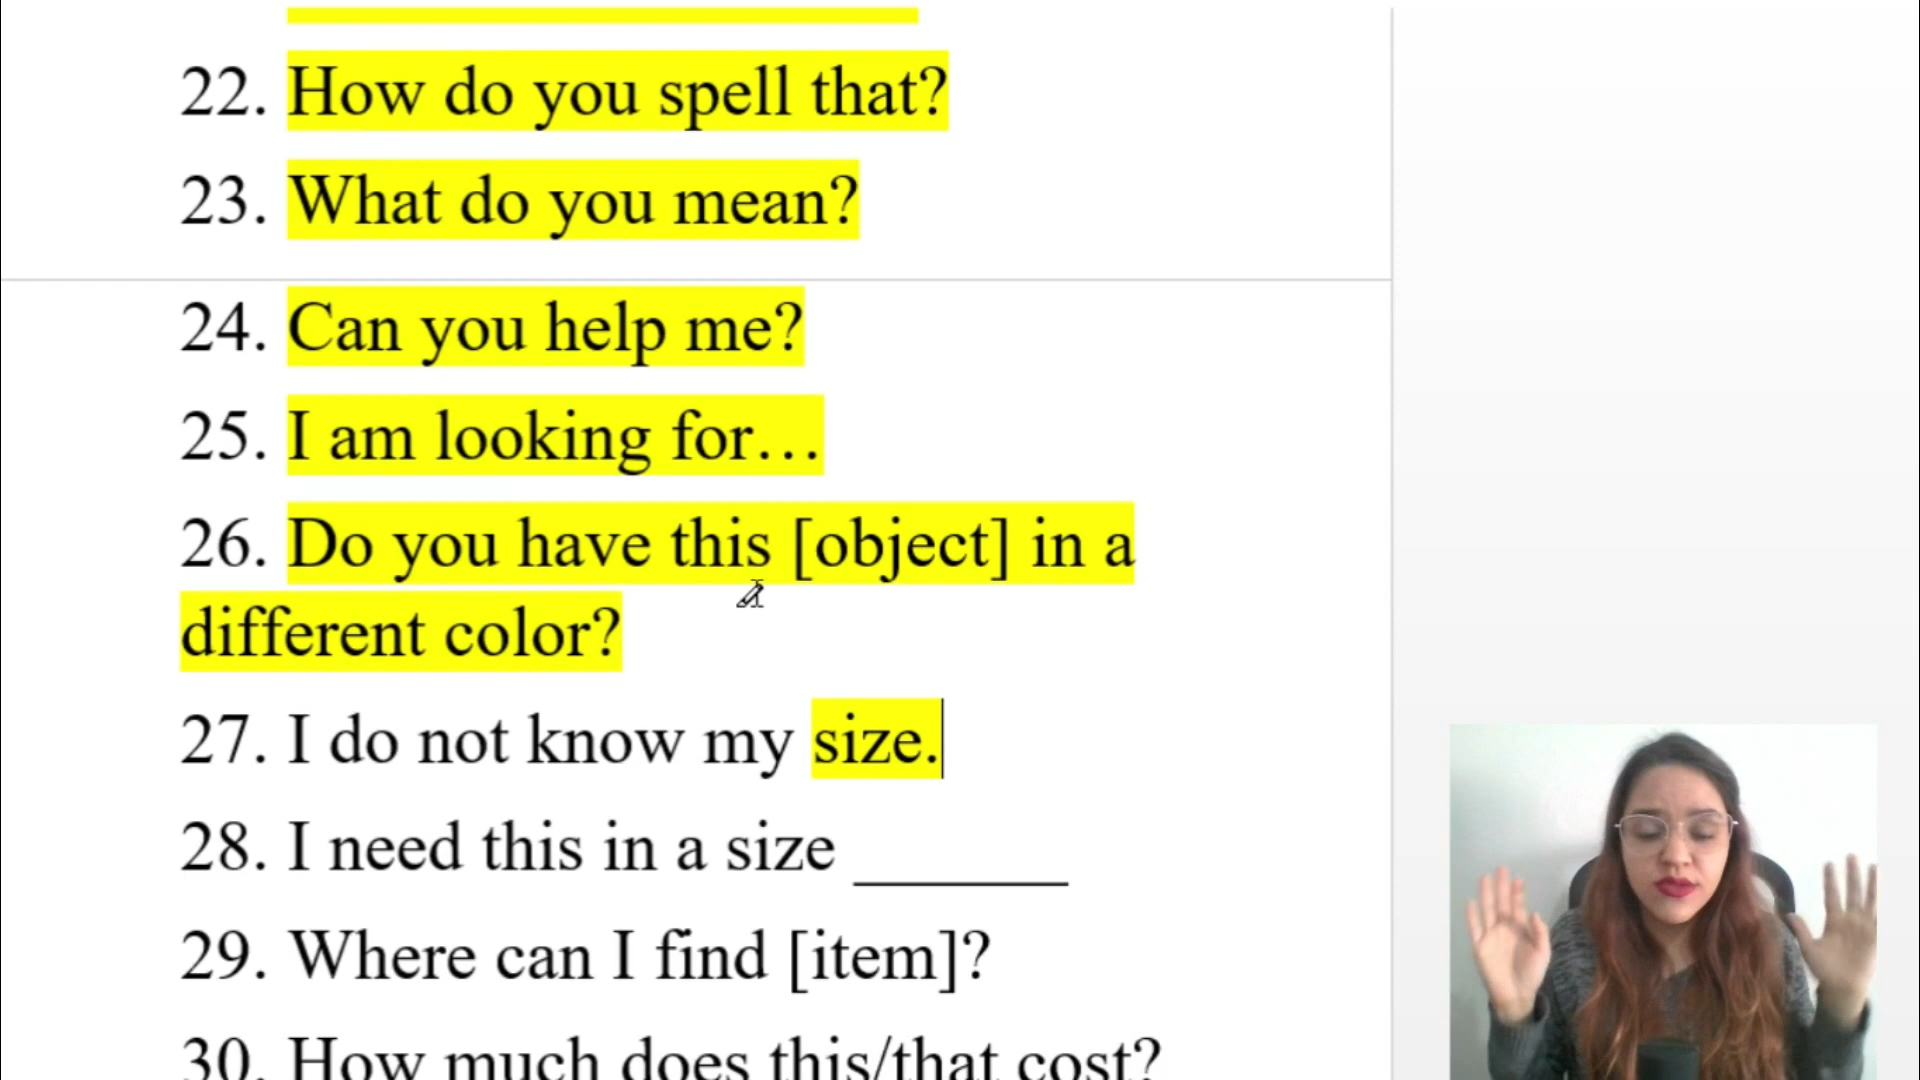 22. How do you spell that?
23. What do you mean?
24. Can you help me?
25. I am looking for…
26. Do you have this [object] in a
different color?
27. I do not know my size.
28. I need this in a size _______
29. Where can I find [item]?
30. How much does this/that cost?